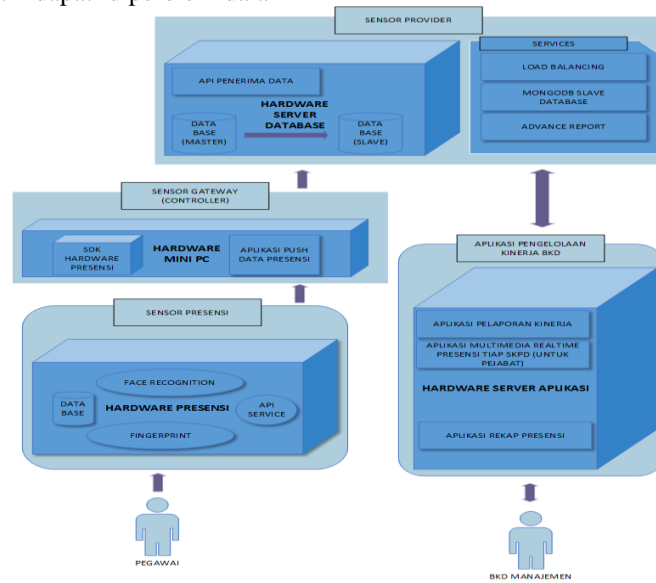 SENSOR PROVIDER
SERVICES
API PENERIMA DATA
HARDWARE
SERVER
DATABASE
DATA
BASE
(MASTER)
DATA
BASE
(SLAVE)
LOAD BALANCING
MONGODB SLAVE
DATABASE
ADVANCE REPORT
SENSOR GATEWAY
(CONTROLLER)
SDK
HARDWARE
PRESENSI
HARDWARE
MINI PC
APLIKASI PUSH
DATA PRESENSI
APLIKASI PENGELOLAAN
KINERJA BKD
SENSOR PRESENSI
FACE RECOGNITION
DATA
BASE
HARDWARE PRESENSI
API
SERVICE
FINGERPRINT
APLIKASI PELAPORAN KINERJA
APLIKASI MULTIMEDIA REALTIME
PRESENSI TIAP SKPD (UNTUK
PEJABAT)
HARDWARE SERVER APLIKASI
APLIKASI REKAP PRESENSI
PEGAWAI
BKD MANAJEMEN